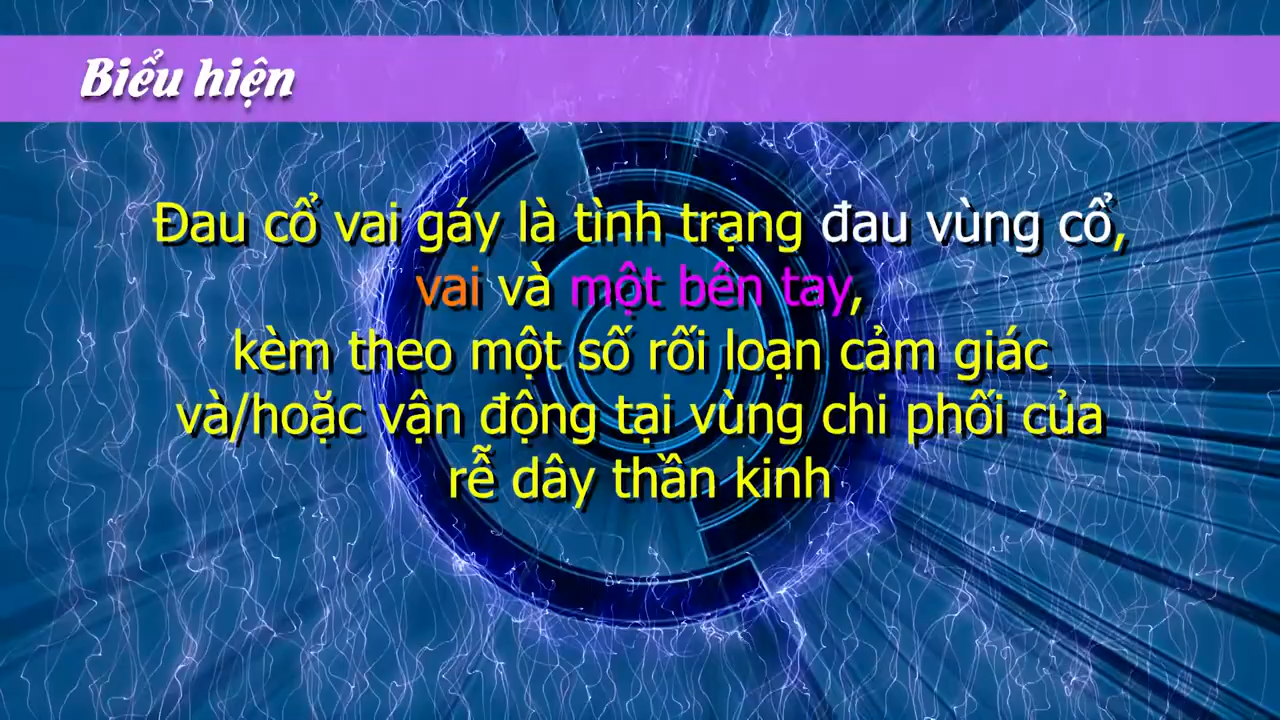 Biểu hiện
Đau cổ vai gáy là tình trạng đau vùng cổ,
vai và một bên tay,
kèm theo một số rối loạn cảm giác
và/hoặc vận động tại vùng chi phối của
rễ dây thần kinh